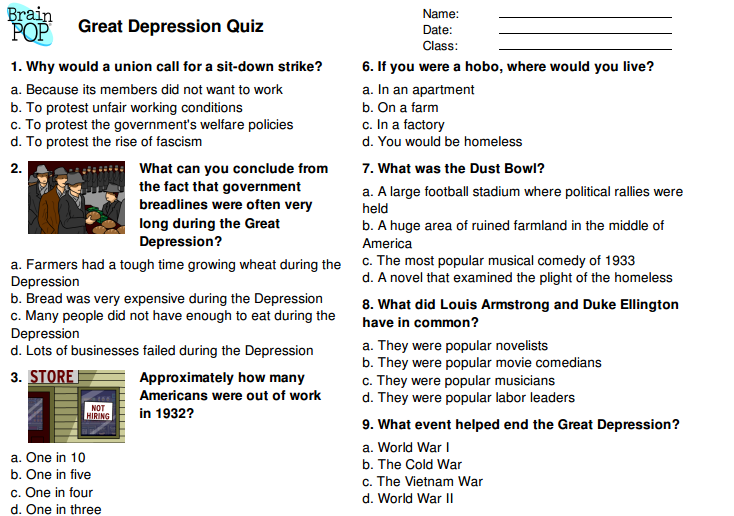 Brain
POP
Great Depression Quiz
Name:
Date:
Class:
1. Why would a union call for a sit-down strike?
a. Because its members did not want to work
b. To protest unfair working conditions
c. To protest the government's welfare policies
d. To protest the rise of fascism
2. What can you conclude from
the fact that government
breadlines were often very
long during the Great
Depression?
a. Farmers had a tough time growing wheat during the
Depression
b. Bread was very expensive during the Depression
c. Many people did not have enough to eat during the
Depression
d. Lots of businesses failed during the Depression
3. Approximately how many
Americans were out of work
in 1932?
STORE
NOT
HIRING
a. One in 10
b. One in five
c. One in four
d. One in three
6. If you were a hobo, where would you live?
a. In an apartment
b. On a farm
c. In a factory
d. You would be homeless
7. What was the Dust Bowl?
a. A large football stadium where political rallies were
held
b. A huge area of ruined farmland in the middle of
America
c. The most popular musical comedy of 1933
d. A novel that examined the plight of the homeless
8. What did Louis Armstrong and Duke Ellington
have in common?
a. They were popular novelists
b. They were popular movie comedians
c. They were popular musicians
d. They were popular labor leaders
9. What event helped end the Great Depression?
a. World War I
b. The Cold War
c. The Vietnam War
d. World War II